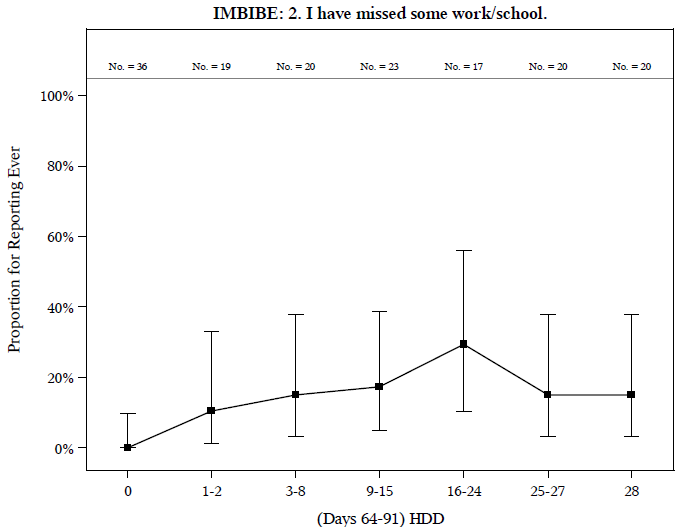 IMBIBE: 2. I have missed some work/school.
No. = 36 No. = 19 No. = 20 No. = 23 No. = 17 No. = 20 No. = 20
100%
80%
60%
40%
20%
0%
Proportion for Reporting Ever
0 1-2 3-8 9-15 16-24 25-27 28
(Days 64-91) HDD